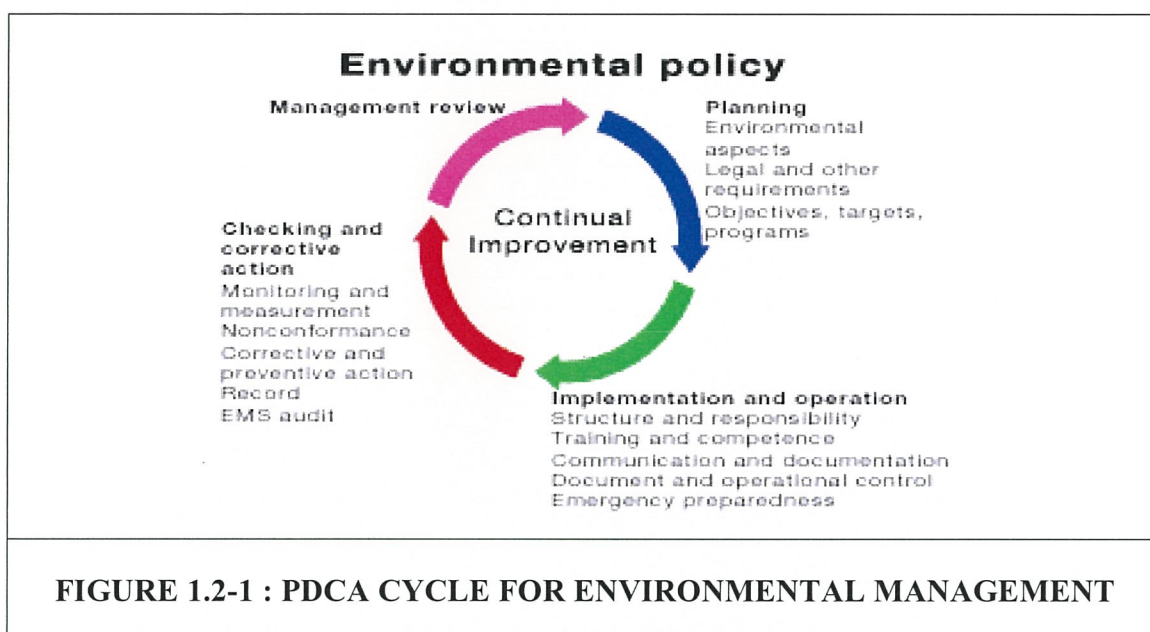 Environmental policy
Management review
Planning
Environmental
aspects
Legal and other
requirements
Objectives, targets,
programs
Continual
Improvement
Implementation and operation
Structure and responsibility
Training and competence
Communication and documentation
Document and operational control
Emergency preparedness
Checking and
corrective
action
Monitoring and
measurement
Nonconformance
Corrective and
preventive action
Record
EMS audit
FIGURE 1.2-1 : PDCA CYCLE FOR ENVIRONMENTAL MANAGEMENT